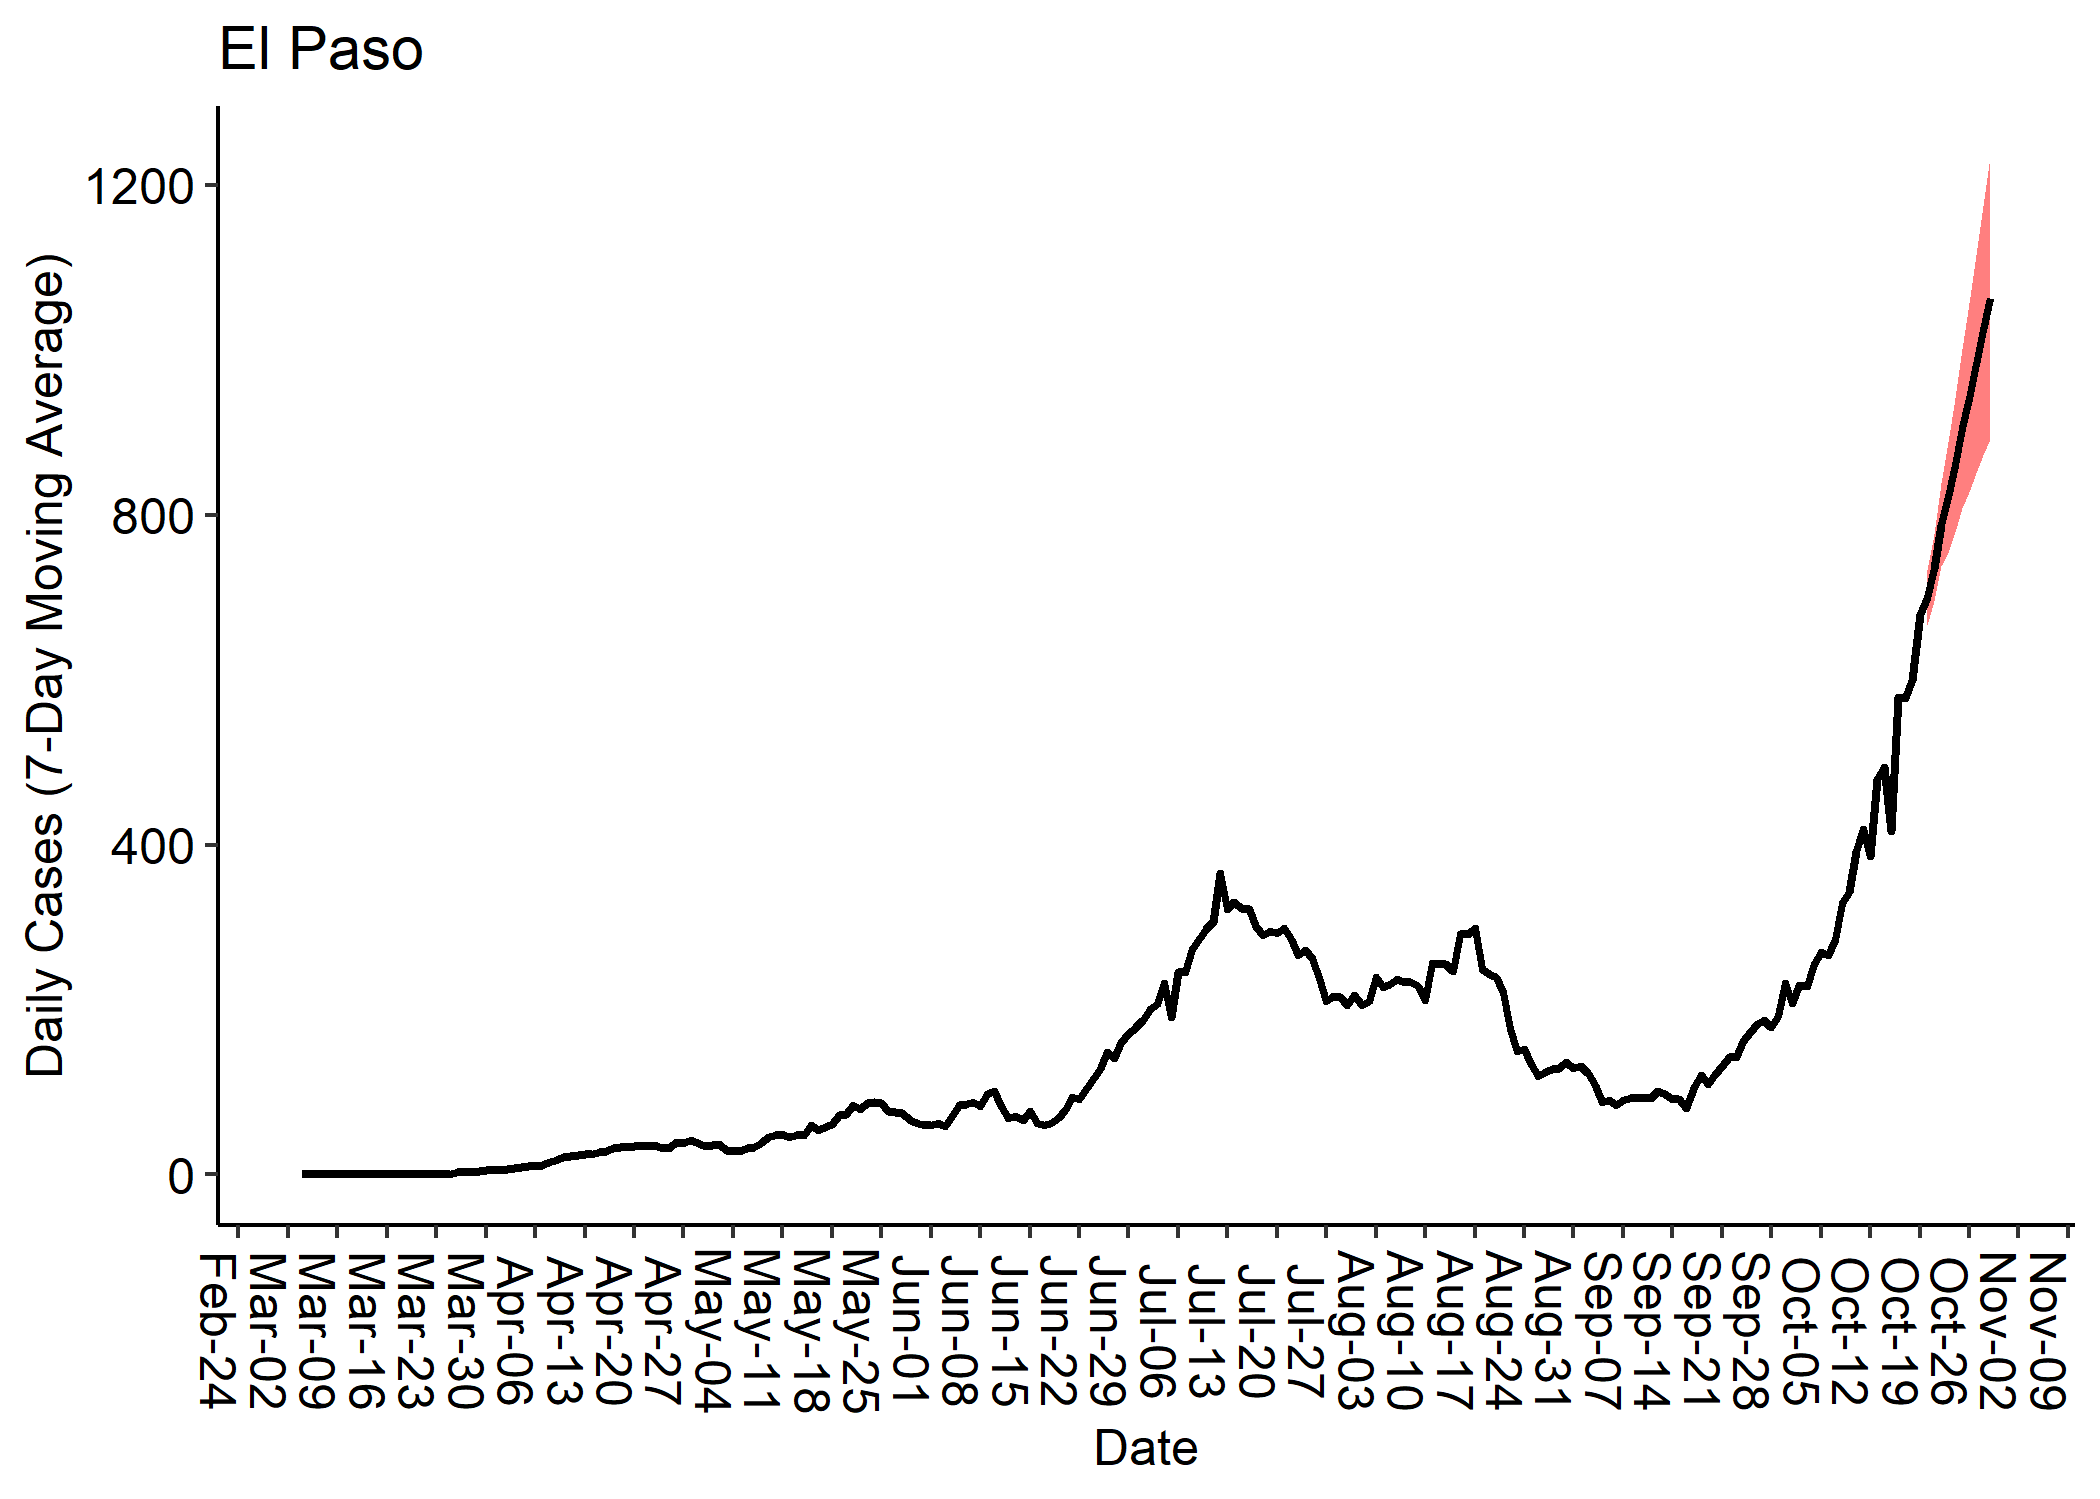 El Paso
Daily Cases (7-Day Moving Average)
1200
800
400
0
Feb-24
Mar-02
Mar-09
Mar-16
Mar-23
Mar-30
Apr-06
Apr-13
Apr-20
Apr-27
May-04
May-11
May-18
May-25
Jun-01
Jun-08
Jun-15
Jun-22
Jun-29
Jul-06
Jul-13
Jul-20
Jul-27
Aug-03
Aug-10
Aug-17
Aug-24
Aug-31
Sep-07
Sep-14
Sep-21
Sep-28
Oct-05
Oct-12
Oct-19
Oct-26
Nov-02
Nov-09
Date